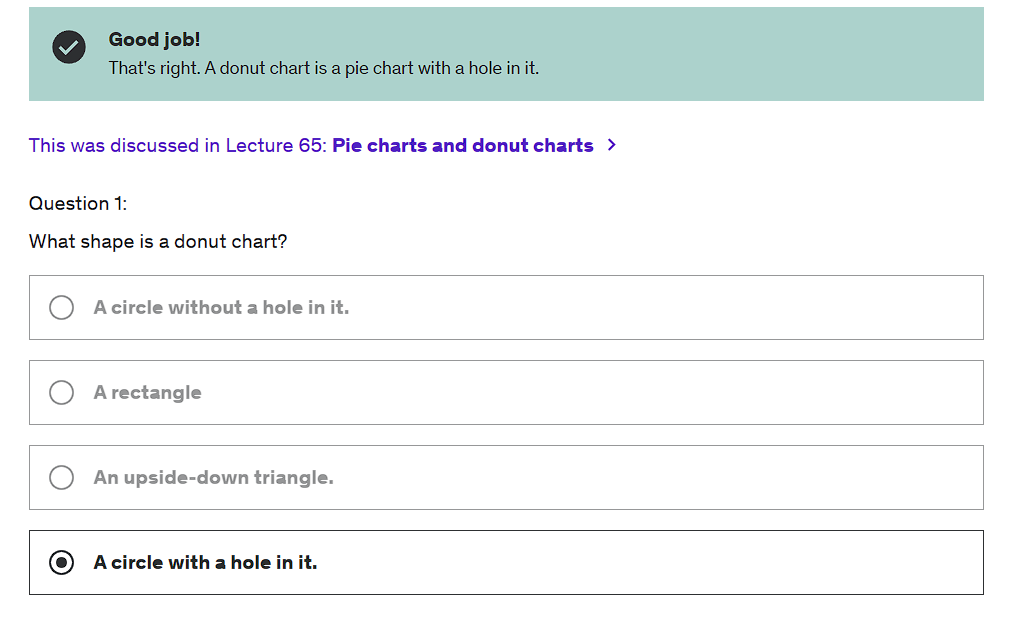 Good job!
That's right. A donut chart is a pie chart with a hole in it.
This was discussed in Lecture 65: Pie charts and donut charts
Question 1:
What shape is a donut chart?
A circle without a hole in it.
A rectangle
An upside-down triangle.
A circle with a hole in it.